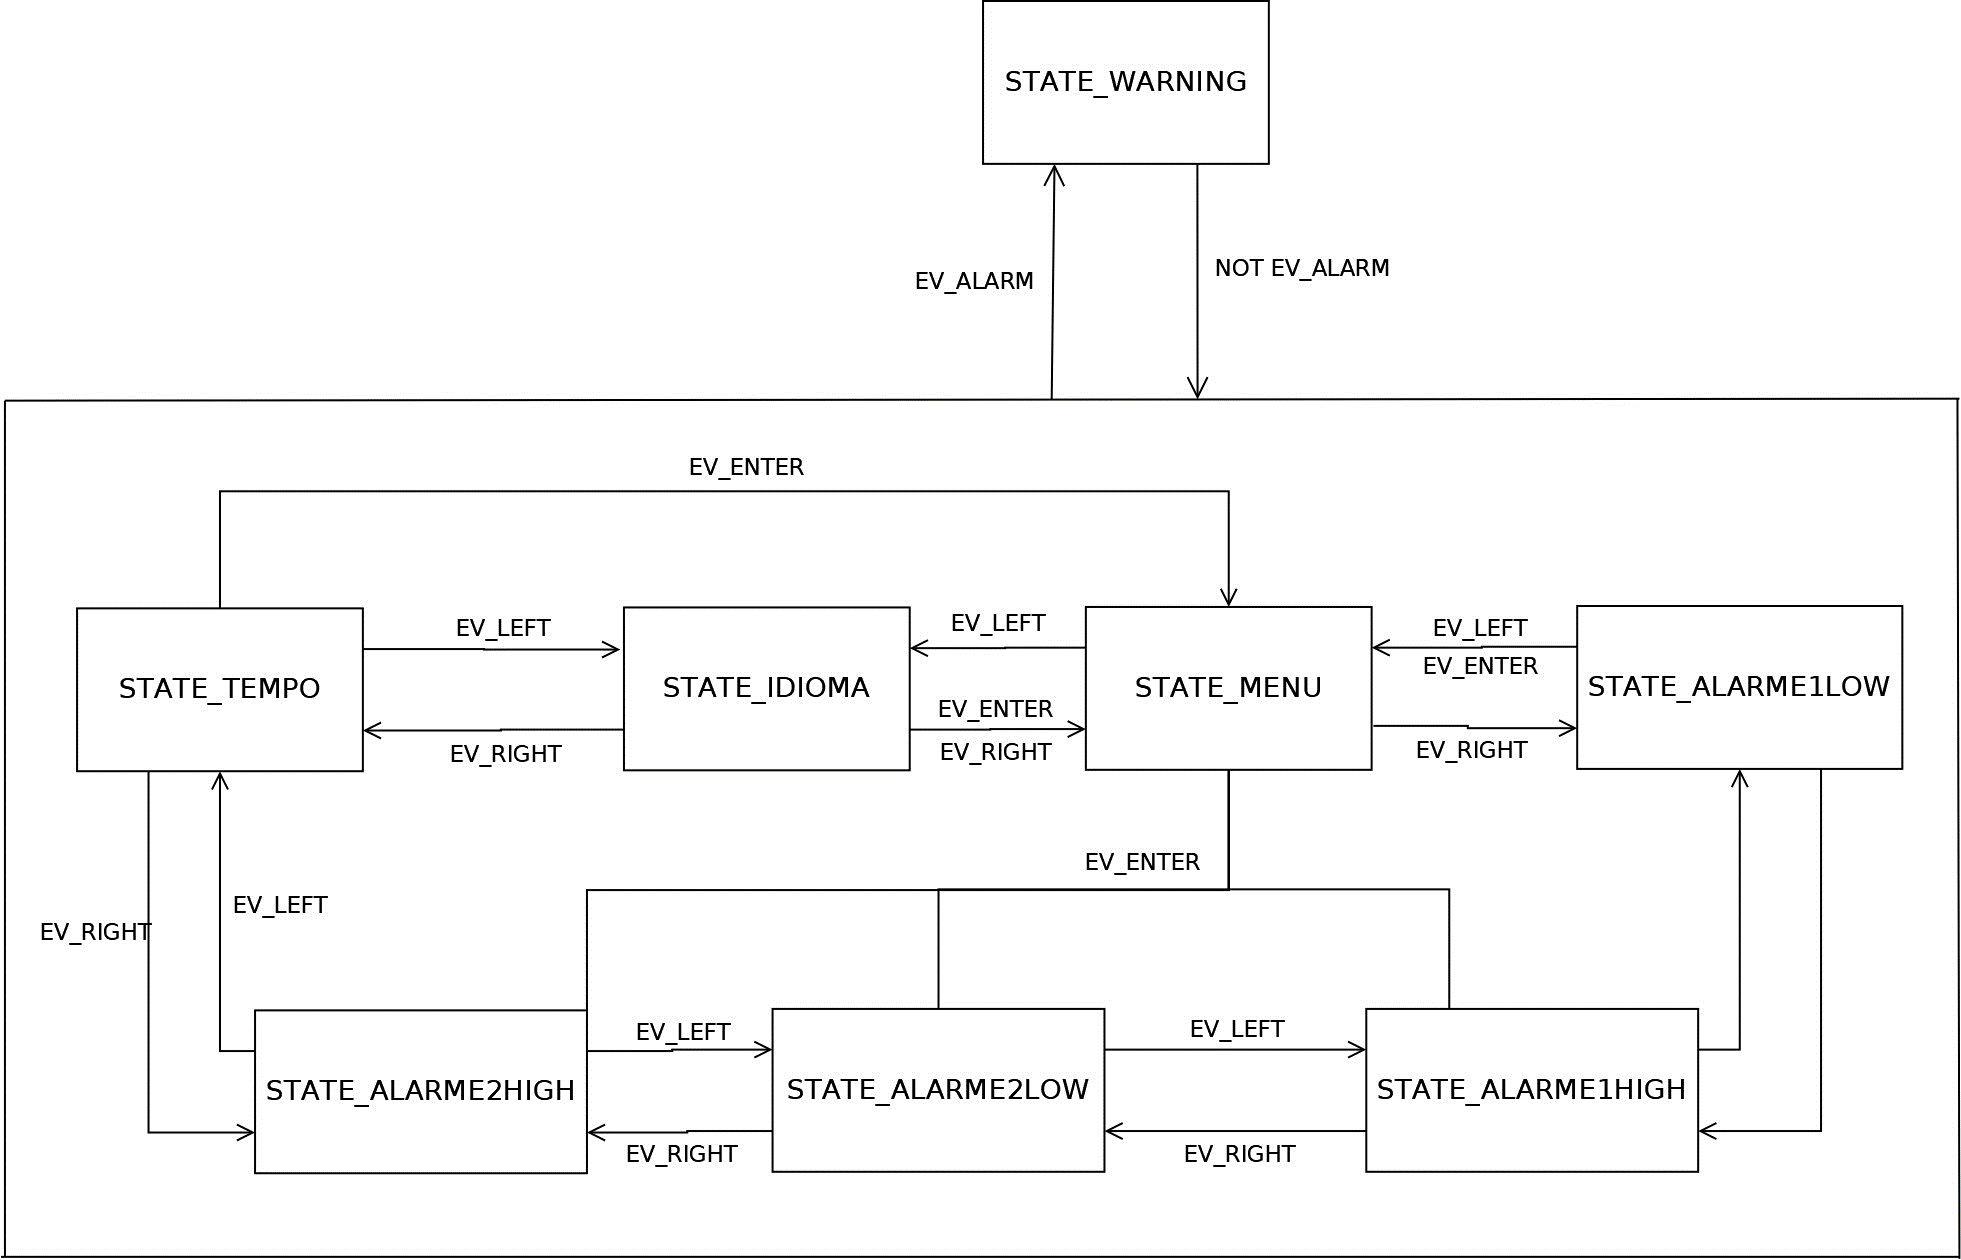 STATE_WARNING
EV_ALARM
NOT EV_ALARM
EV_ENTER
EV_LEFT
EV_LEFT
EV_LEFT
EV_ENTER
STATE_TEMPO
STATE_IDIOMA
STATE_MENU
STATE_ALARME1LOW
EV_RIGHT
EV_ENTER
EV_RIGHT
EV_RIGHT
EV_ENTER
EV_LEFT
EV_RIGHT
EV_LEFT
EV_LEFT
STATE_ALARME2HIGH
STATE_ALARME2LOW
STATE_ALARME1HIGH
EV_RIGHT
EV_RIGHT